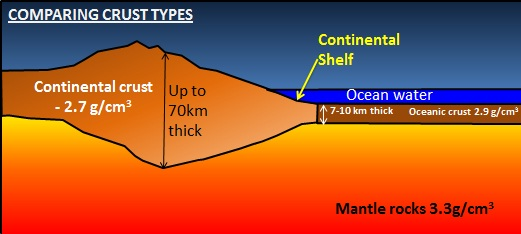 COMPARING CRUST TYPES
Continental
Shelf
Continental crust
- 2.7 g/cm³
Up to
70km
thick
Ocean water
7-10 km thick
Oceanic crust 2.9 g/cm³
Mantle rocks 3.3g/cm³